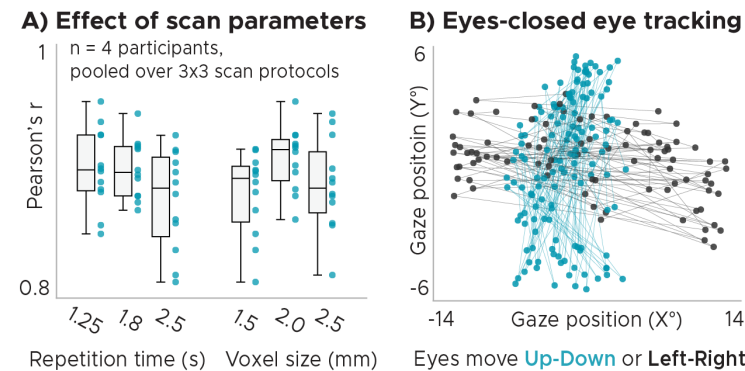 A) Effect of scan parameters
1
n = 4 participants,
pooled over 3x3 scan protocols
Pearson's r
0.8
1.25 1.8 2.5 1.5 2.0 2.5
Repetition time (s) Voxel size (mm)
B) Eyes-closed eye tracking
6
Gaze positoin (Y°)
-6
-14 Gaze position (X°) 14
Eyes move Up-Down or Left-Right